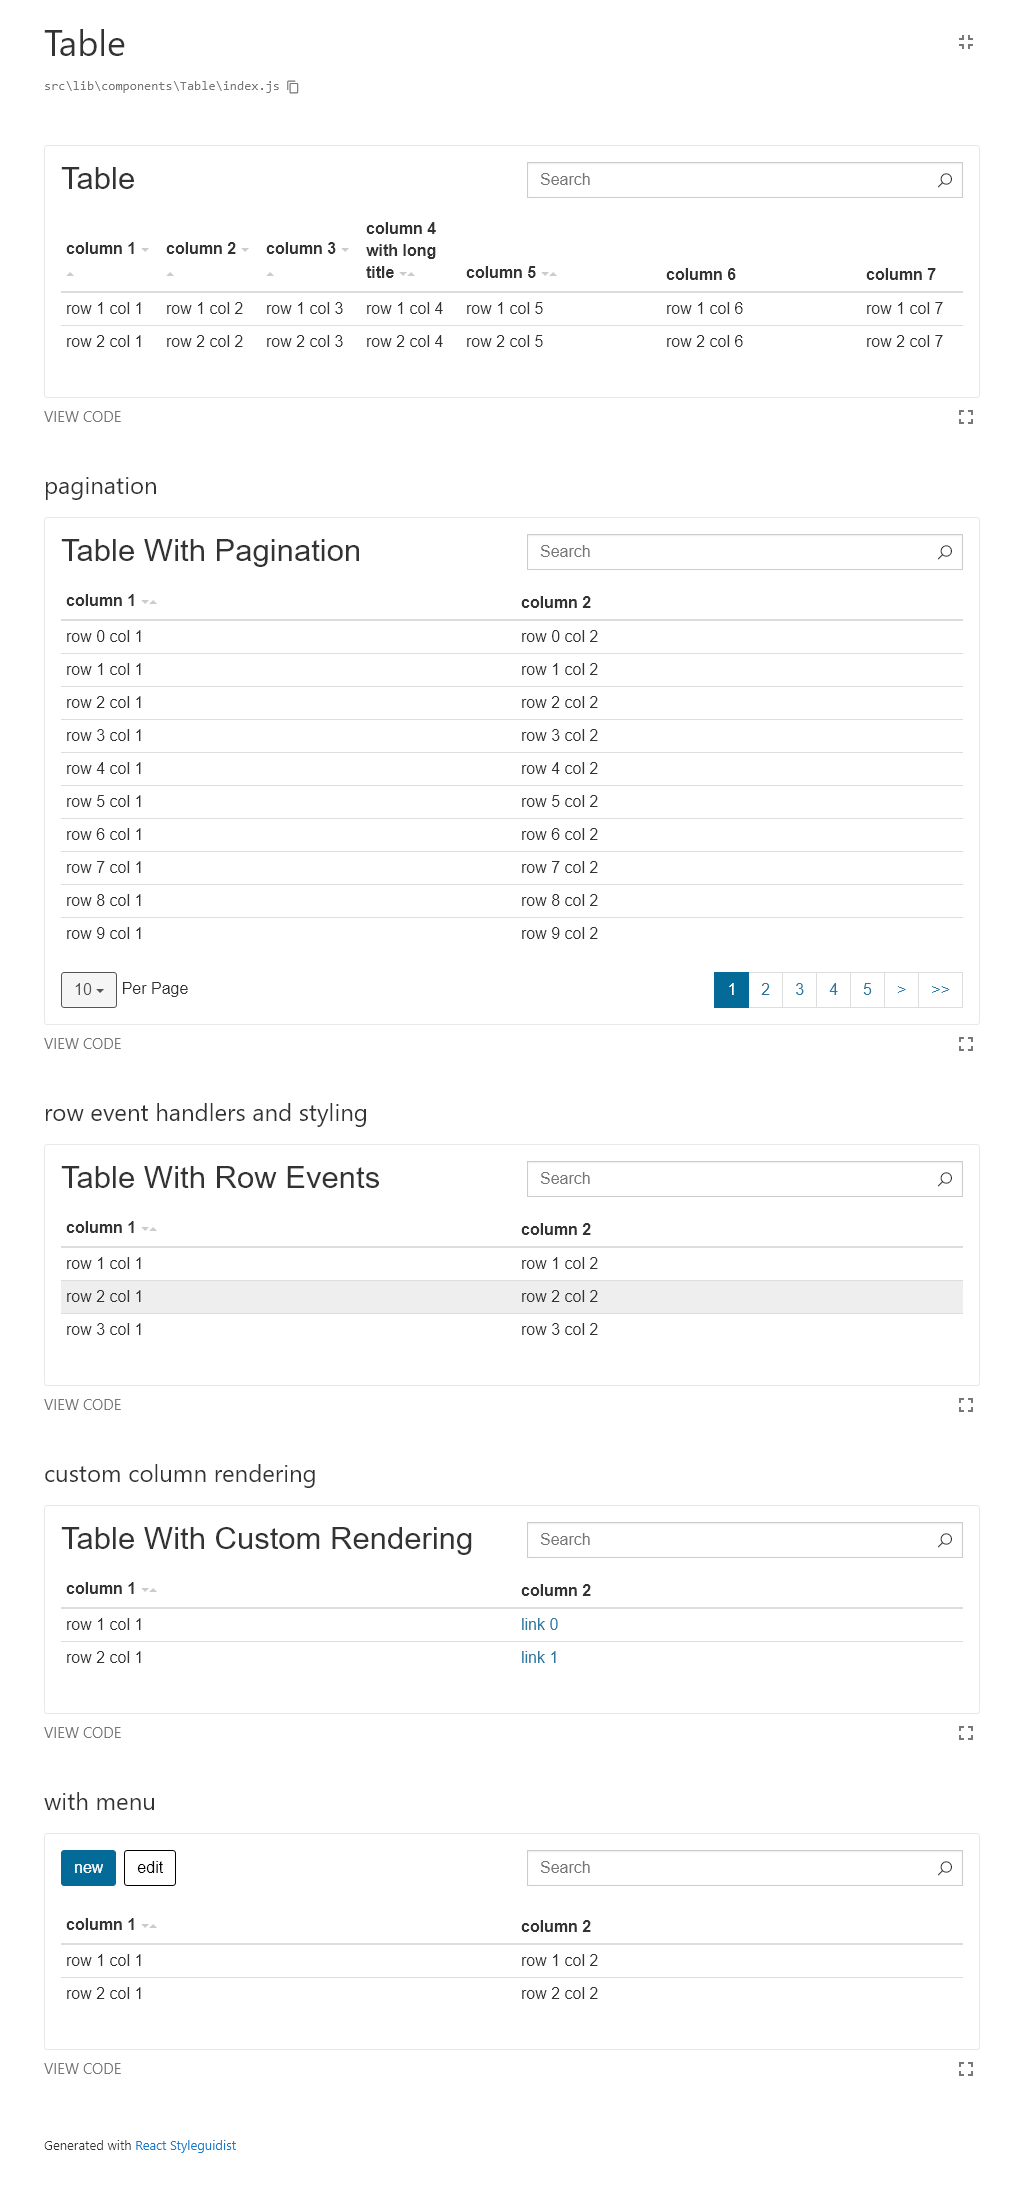 Table
src\lib\components\Table\index.js
Table
Search
column 1 column 2 column 3 column 4 with long title column 5 column 6 column 7
row 1 col 1 row 1 col 2 row 1 col 3 row 1 col 4 row 1 col 5 row 1 col 6 row 1 col 7
row 2 col 1 row 2 col 2 row 2 col 3 row 2 col 4 row 2 col 5 row 2 col 6 row 2 col 7
VIEW CODE
pagination
Table With Pagination
Search
column 1 column 2
row 0 col 1 row 0 col 2
row 1 col 1 row 1 col 2
row 2 col 1 row 2 col 2
row 3 col 1 row 3 col 2
row 4 col 1 row 4 col 2
row 5 col 1 row 5 col 2
row 6 col 1 row 6 col 2
row 7 col 1 row 7 col 2
row 8 col 1 row 8 col 2
row 9 col 1 row 9 col 2
10 Per Page 1 2 3 4 5 > >>
VIEW CODE
row event handlers and styling
Table With Row Events
Search
column 1 column 2
row 1 col 1 row 1 col 2
row 2 col 1 row 2 col 2
row 3 col 1 row 3 col 2
VIEW CODE
custom column rendering
Table With Custom Rendering
Search
column 1 column 2
row 1 col 1 link 0
row 2 col 1 link 1
VIEW CODE
with menu
new edit
Search
column 1 column 2
row 1 col 1 row 1 col 2
row 2 col 1 row 2 col 2
VIEW CODE
Generated with React Styleguidist